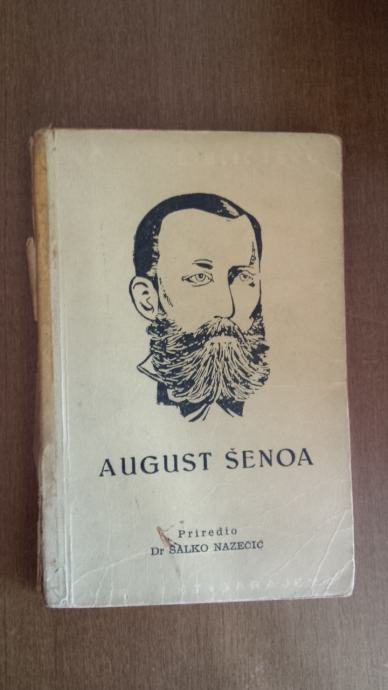 AUGUST ŠENOA
Priredio
Dr SALKO NAZEČIĆ